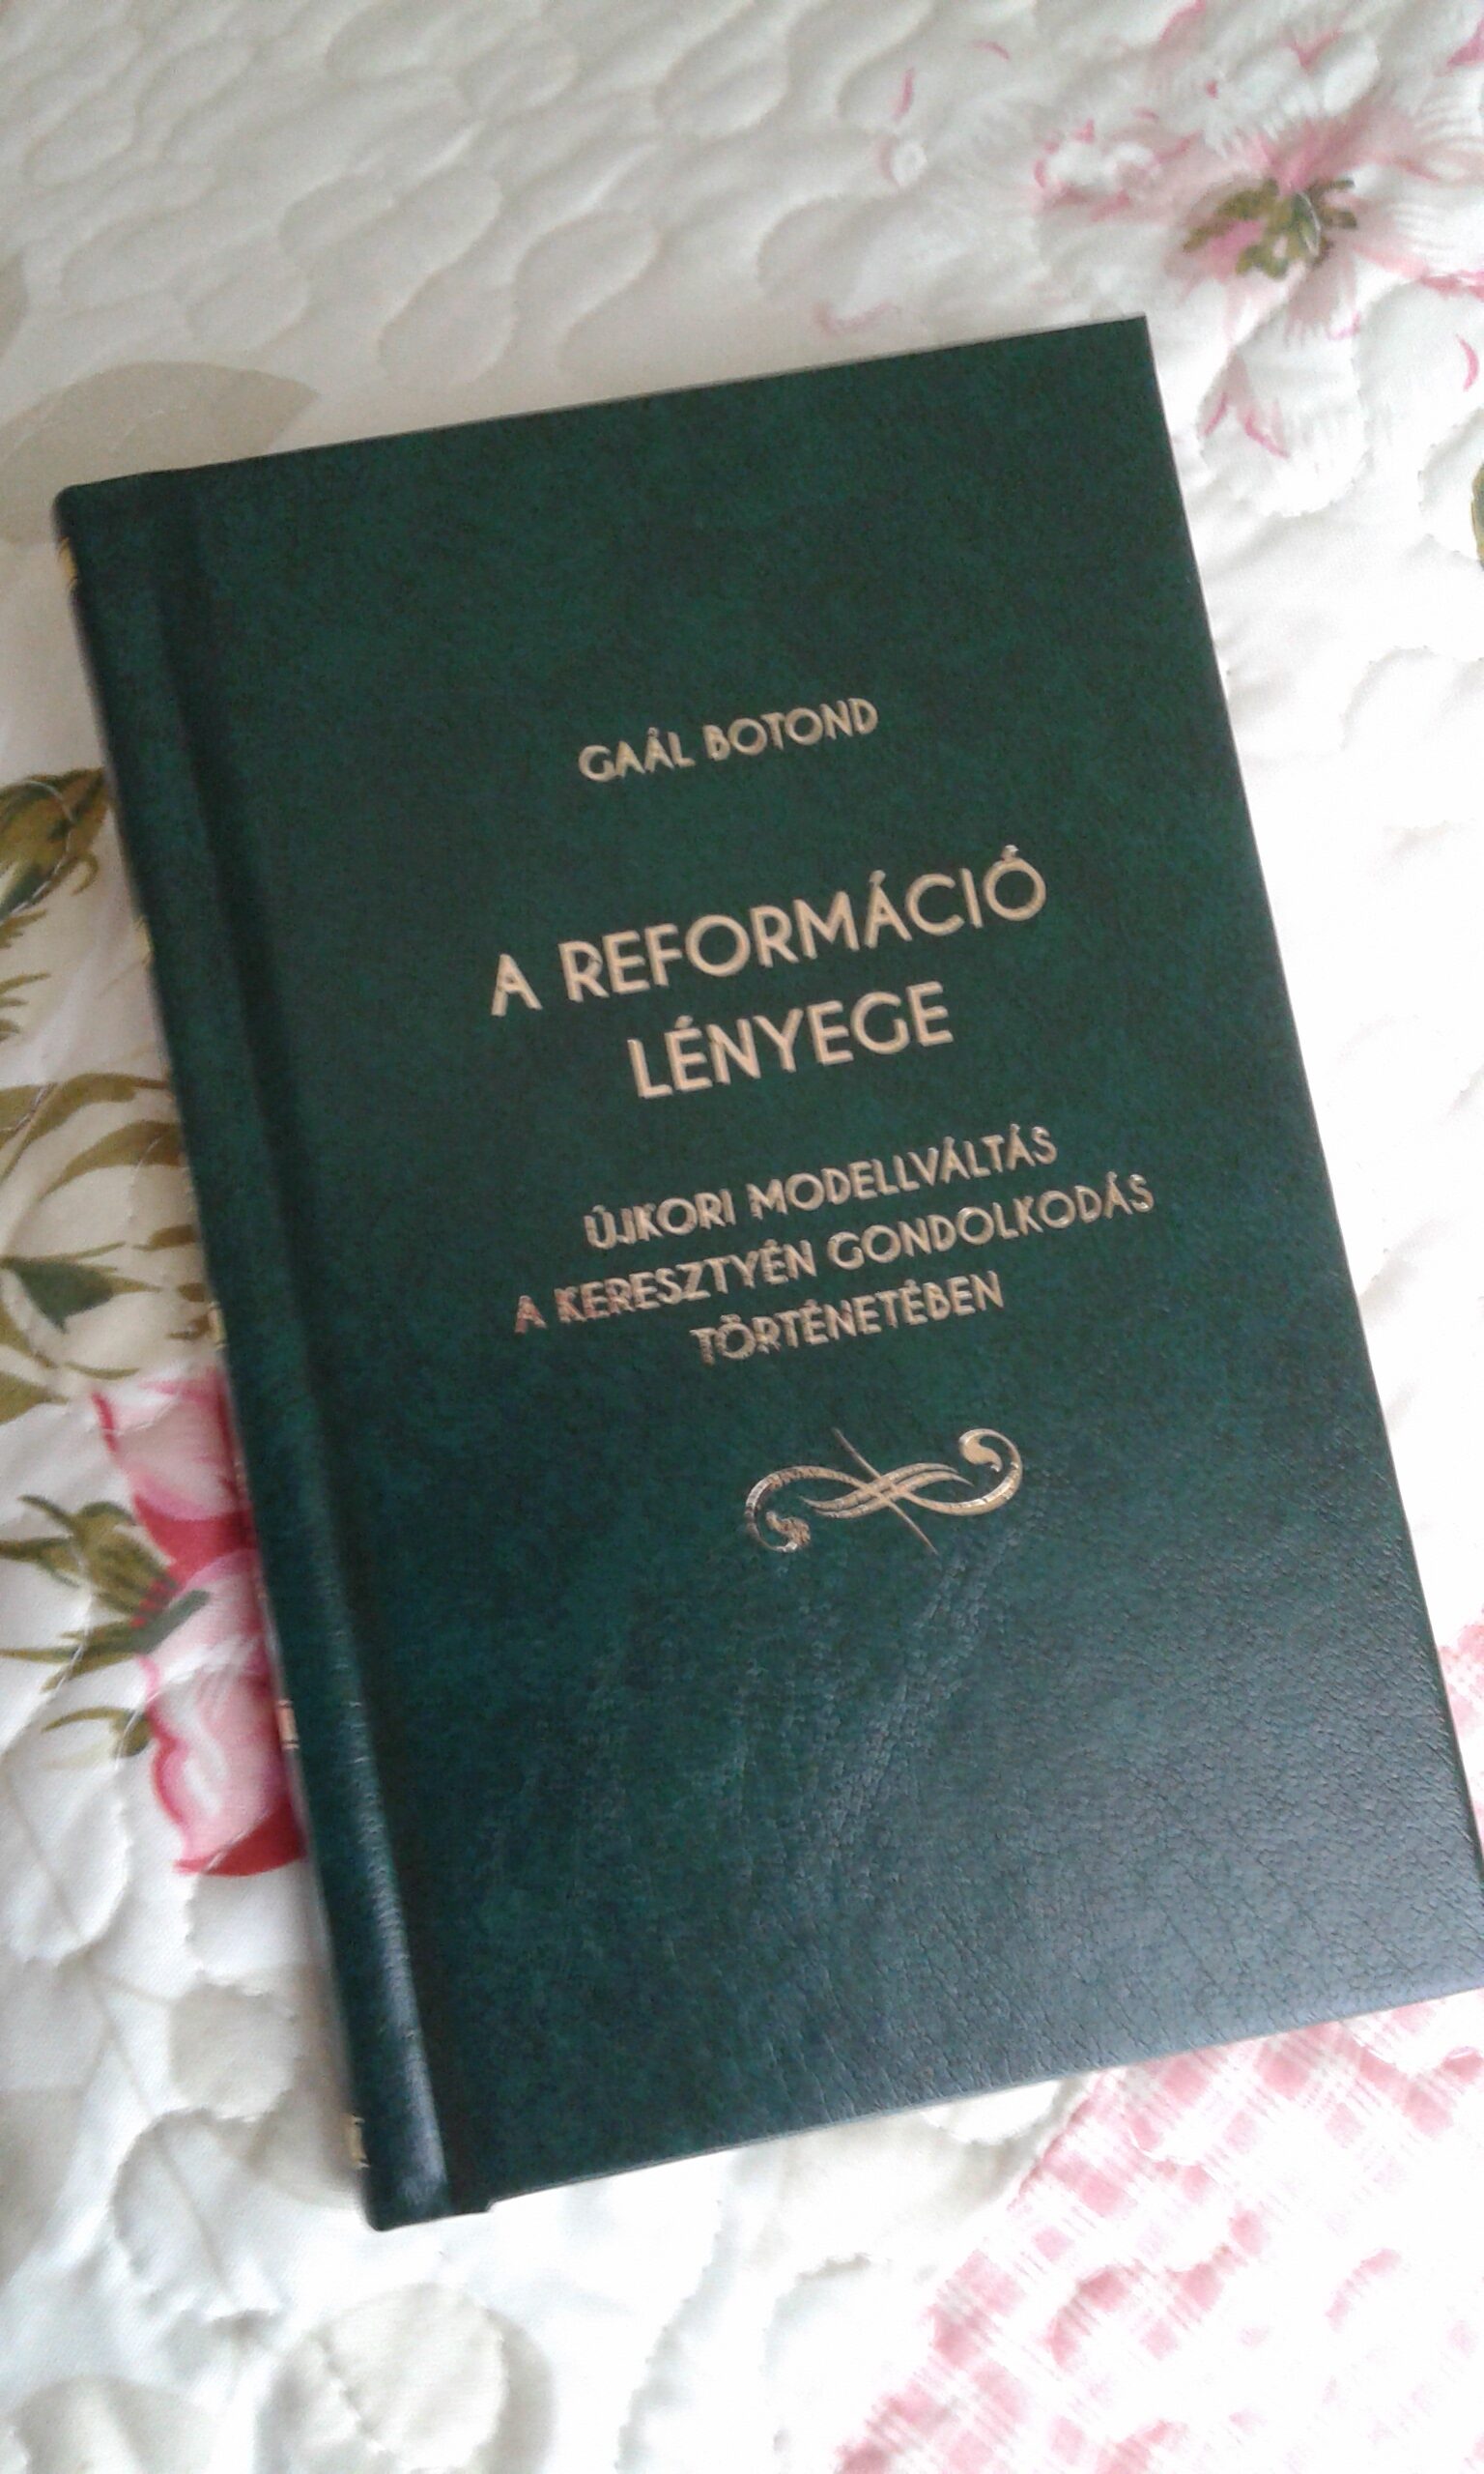 GAÁL BOTOND
A REFORMÁCIÓ
LÉNYEGE
ÚJKORI MODELLVÁLTÁS
A KERESZTYÉN GONDOLKODÁS
TÖRTÉNETÉBEN